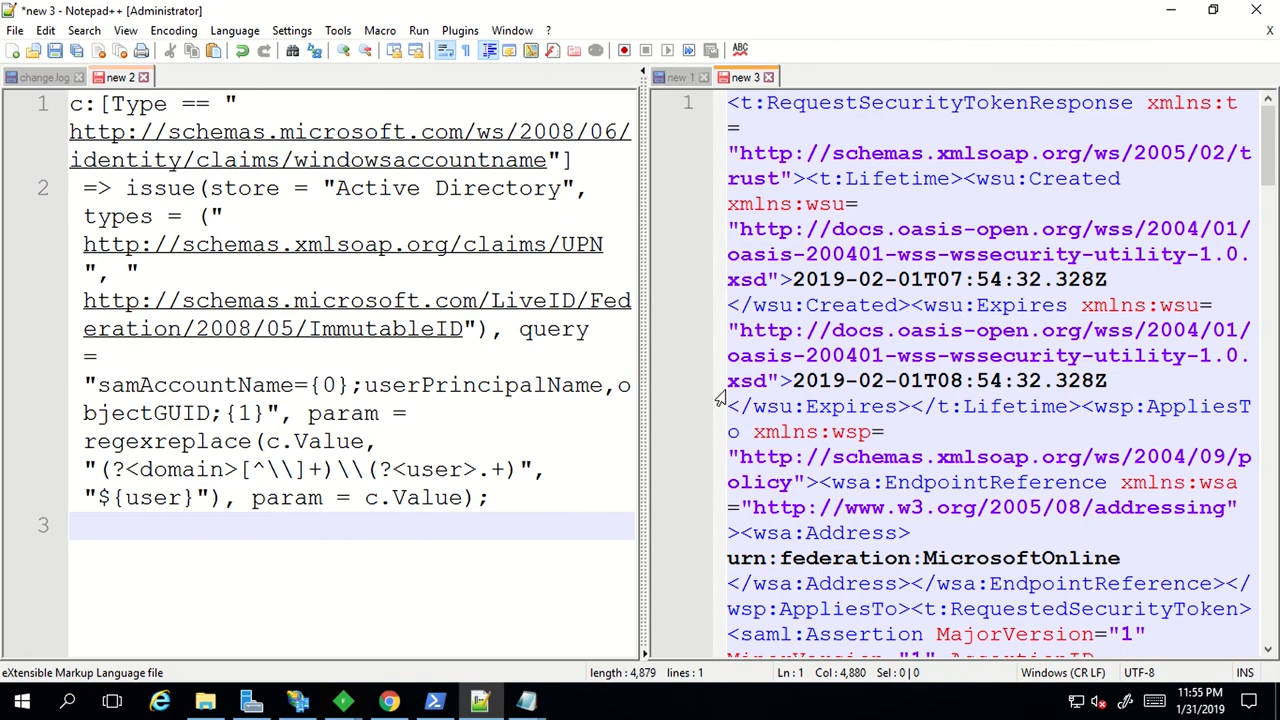 *new 3 - Notepad++ [Administrator]
File Edit Search View Encoding Language Settings Tools Macro Run Plugins Window ? X
change.log new 2 new 1 new 3
1 c:[Type == "
http://schemas.microsoft.com/ws/2008/06/
identity/claims/windowsaccountname"]
2 => issue(store = "Active Directory",
types = ("
http://schemas.xmlsoap.org/claims/UPN
", "
http://schemas.microsoft.com/LiveID/Fed
eration/2008/05/ImmutableID"), query
=
"samAccountName={0};userPrincipalName,o
bjectGUID;{1}", param =
regexreplace(c.Value,
"(?<domain>[^\\]+)\\(?<user>.+)",
"${user}"), param = c.Value);
3
1 <t:RequestSecurityTokenResponse xmlns:t
=
"http://schemas.xmlsoap.org/ws/2005/02/t
rust"><t:Lifetime><wsu:Created
xmlns:wsu=
"http://docs.oasis-open.org/wss/2004/01/
oasis-200401-wss-wssecurity-utility-1.0.
xsd">2019-02-01T07:54:32.328Z
</wsu:Created><wsu:Expires xmlns:wsu=
"http://docs.oasis-open.org/wss/2004/01/
oasis-200401-wss-wssecurity-utility-1.0.
xsd">2019-02-01T08:54:32.328Z
</wsu:Expires></t:Lifetime><wsp:AppliesT
o xmlns:wsp=
"http://schemas.xmlsoap.org/ws/2004/09/p
olicy"><wsa:EndpointReference xmlns:wsa
="http://www.w3.org/2005/08/addressing"
><wsa:Address>
urn:federation:MicrosoftOnline
</wsa:Address></wsa:EndpointReference></
wsp:AppliesTo><t:RequestedSecurityToken>
<saml:Assertion MajorVersion="1"
MinorVersion="1" AssertionID
eXtensible Markup Language file length : 4,879 lines : 1 Ln : 1 Col : 4,880 Sel : 0 | 0 Windows (CR LF) UTF-8 INS
11:55 PM
1/31/2019